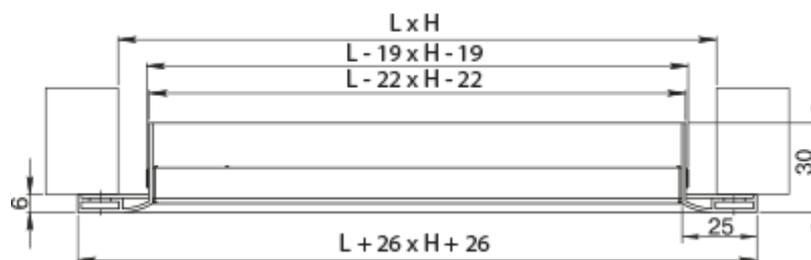 L x H
L - 19 x H - 19
L - 22 x H - 22
30
6
25
L + 26 x H + 26